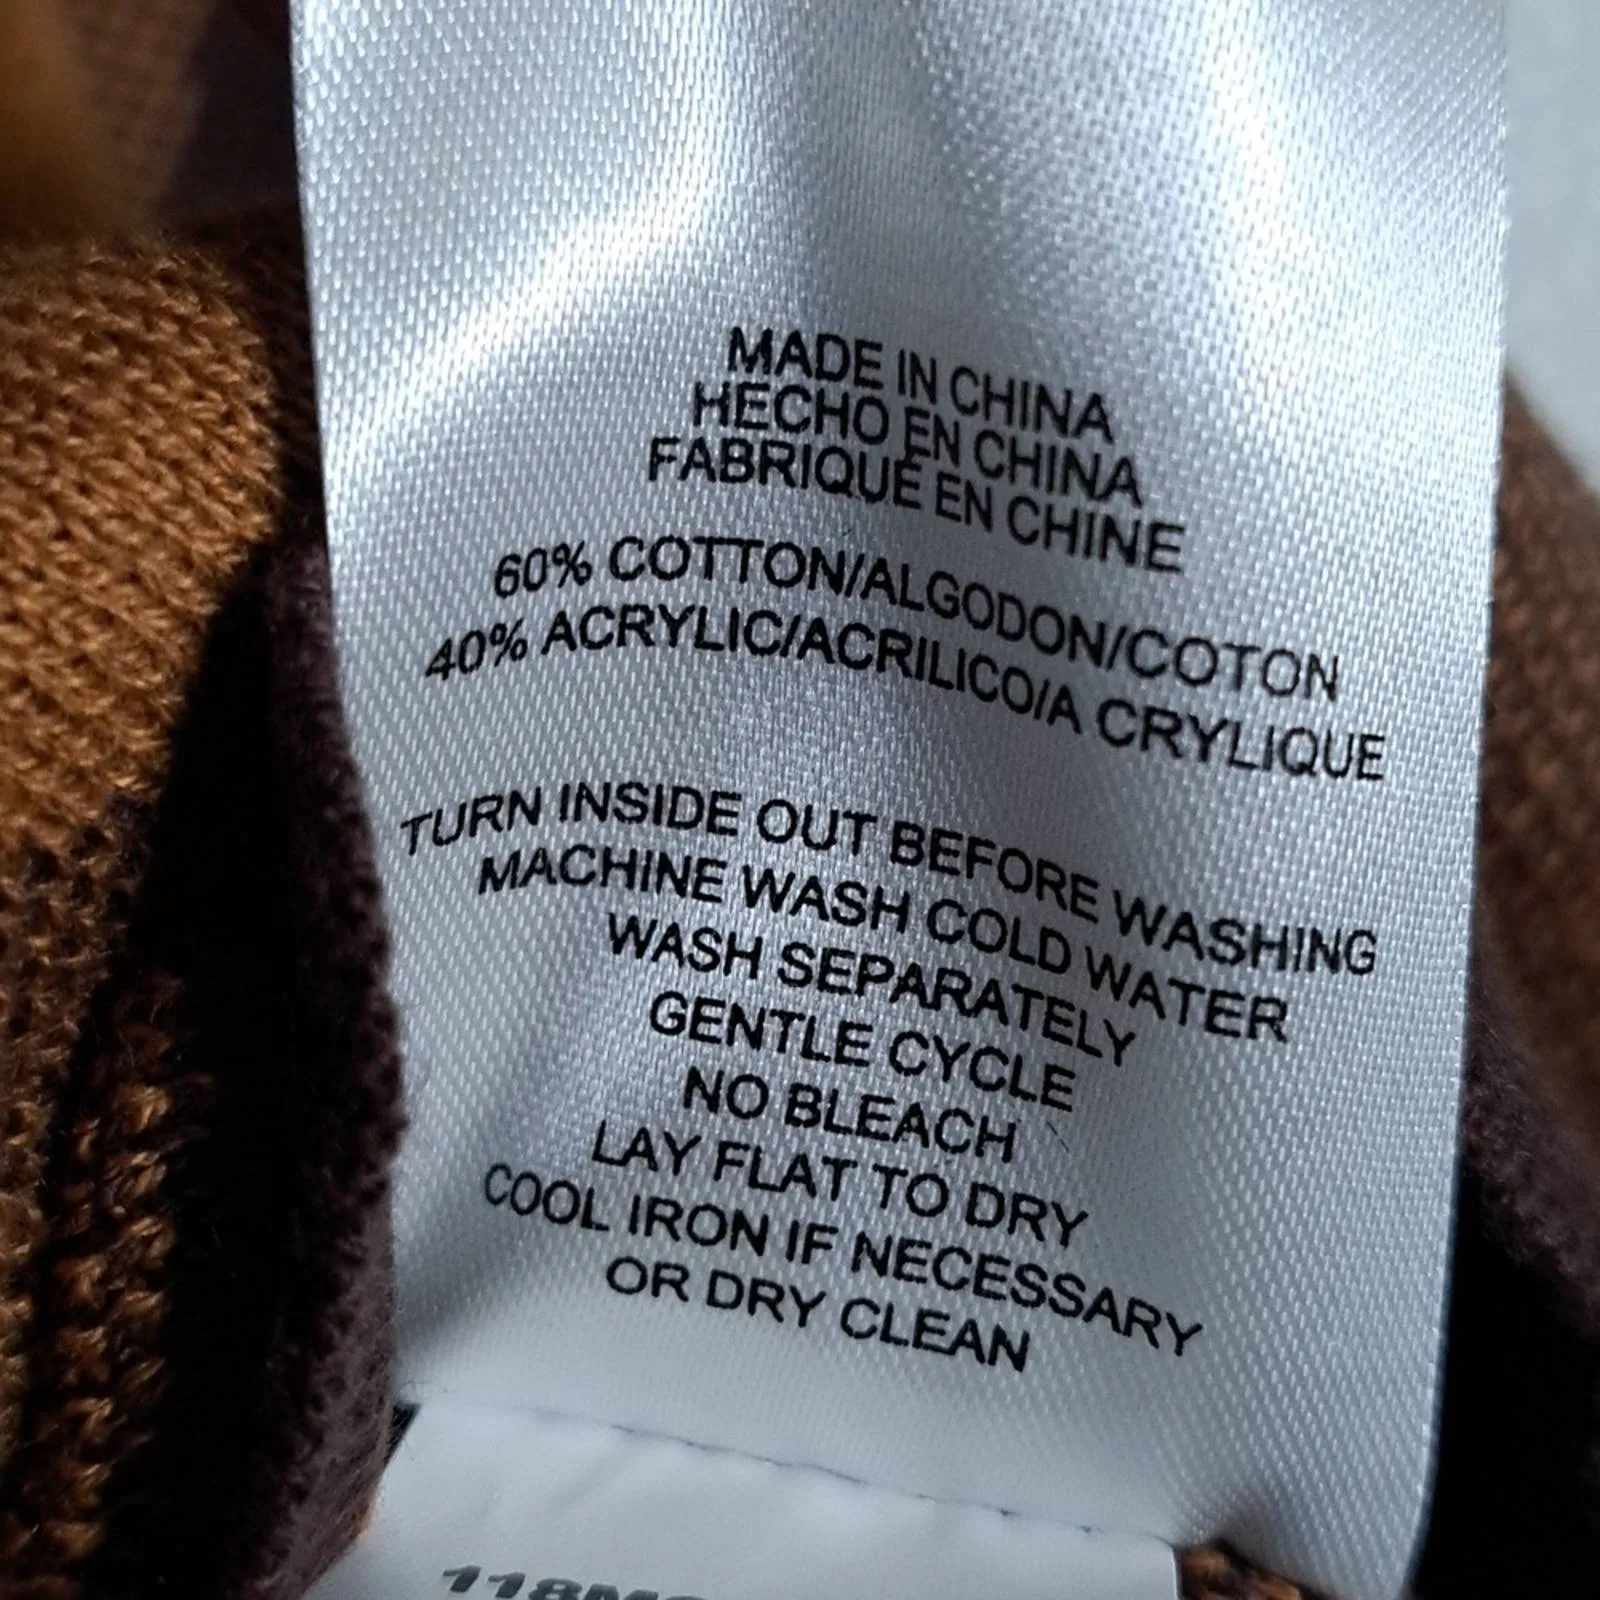 MADE IN CHINA
HECHO EN CHINA
FABRIQUÉ EN CHINE
60% COTTON/ALGODON/COTON
40% ACRYLIC/ACRILICO/A CRYLIQUE
TURN INSIDE OUT BEFORE WASHING
MACHINE WASH COLD WATER
WASH SEPARATELY
GENTLE CYCLE
NO BLEACH
LAY FLAT TO DRY
COOL IRON IF NECESSARY
OR DRY CLEAN